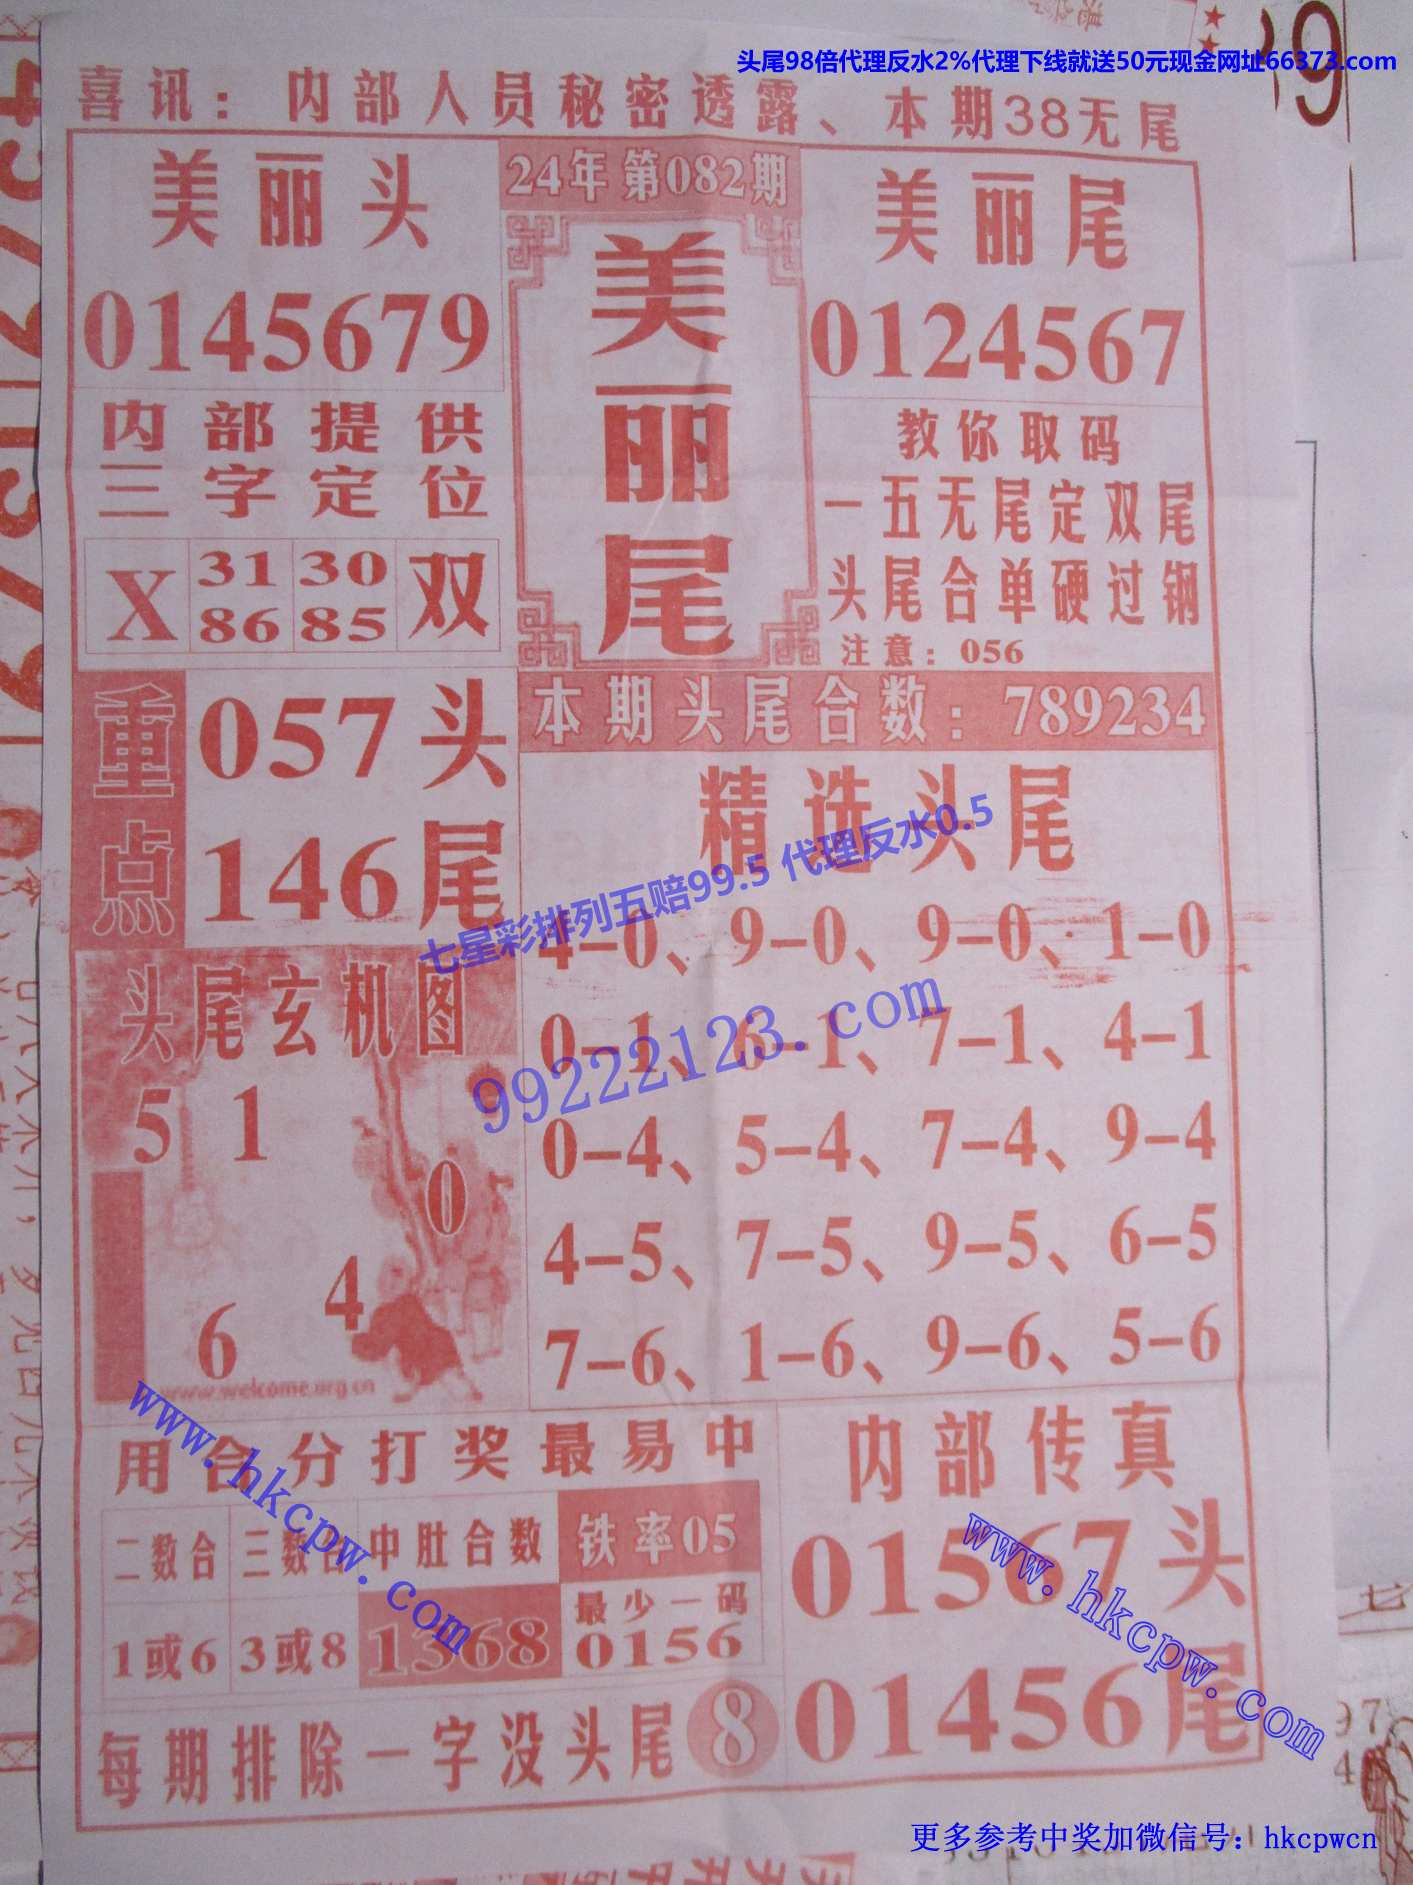 头尾98倍代理反水2%代理下线就送50元现金网址66373.com
喜讯：内部人员秘密透露、本期38无尾
美丽头
0145679
24年第082期
美丽尾
美丽尾
0124567
内部提供
三字定位
X 31 30 双
86 85
教你取码
一五无尾定双尾
头尾合单硬过钢
注意：056
重点
057头
146尾
本期头尾合数：789234
精选头尾
4-0、9-0、9-0、1-0
0-1、6-1、7-1、4-1
0-4、5-4、7-4、9-4
4-5、7-5、9-5、6-5
7-6、1-6、9-6、5-6
七星彩排列五赔99.5 代理反水0.5
99222123.com
头尾玄机图
5 1
0
4
6
www.welcome.org.cn
用合分打奖最易中
二数合 三数合 中肚合数 铁率05
1或6 3或8 1368 最少一码
0156
每期排除一字没头尾8
内部传真
01567头
01456尾
www.hkcpw.com
www.hkcpw.com
更多参考中奖加微信号：hkcpwcn